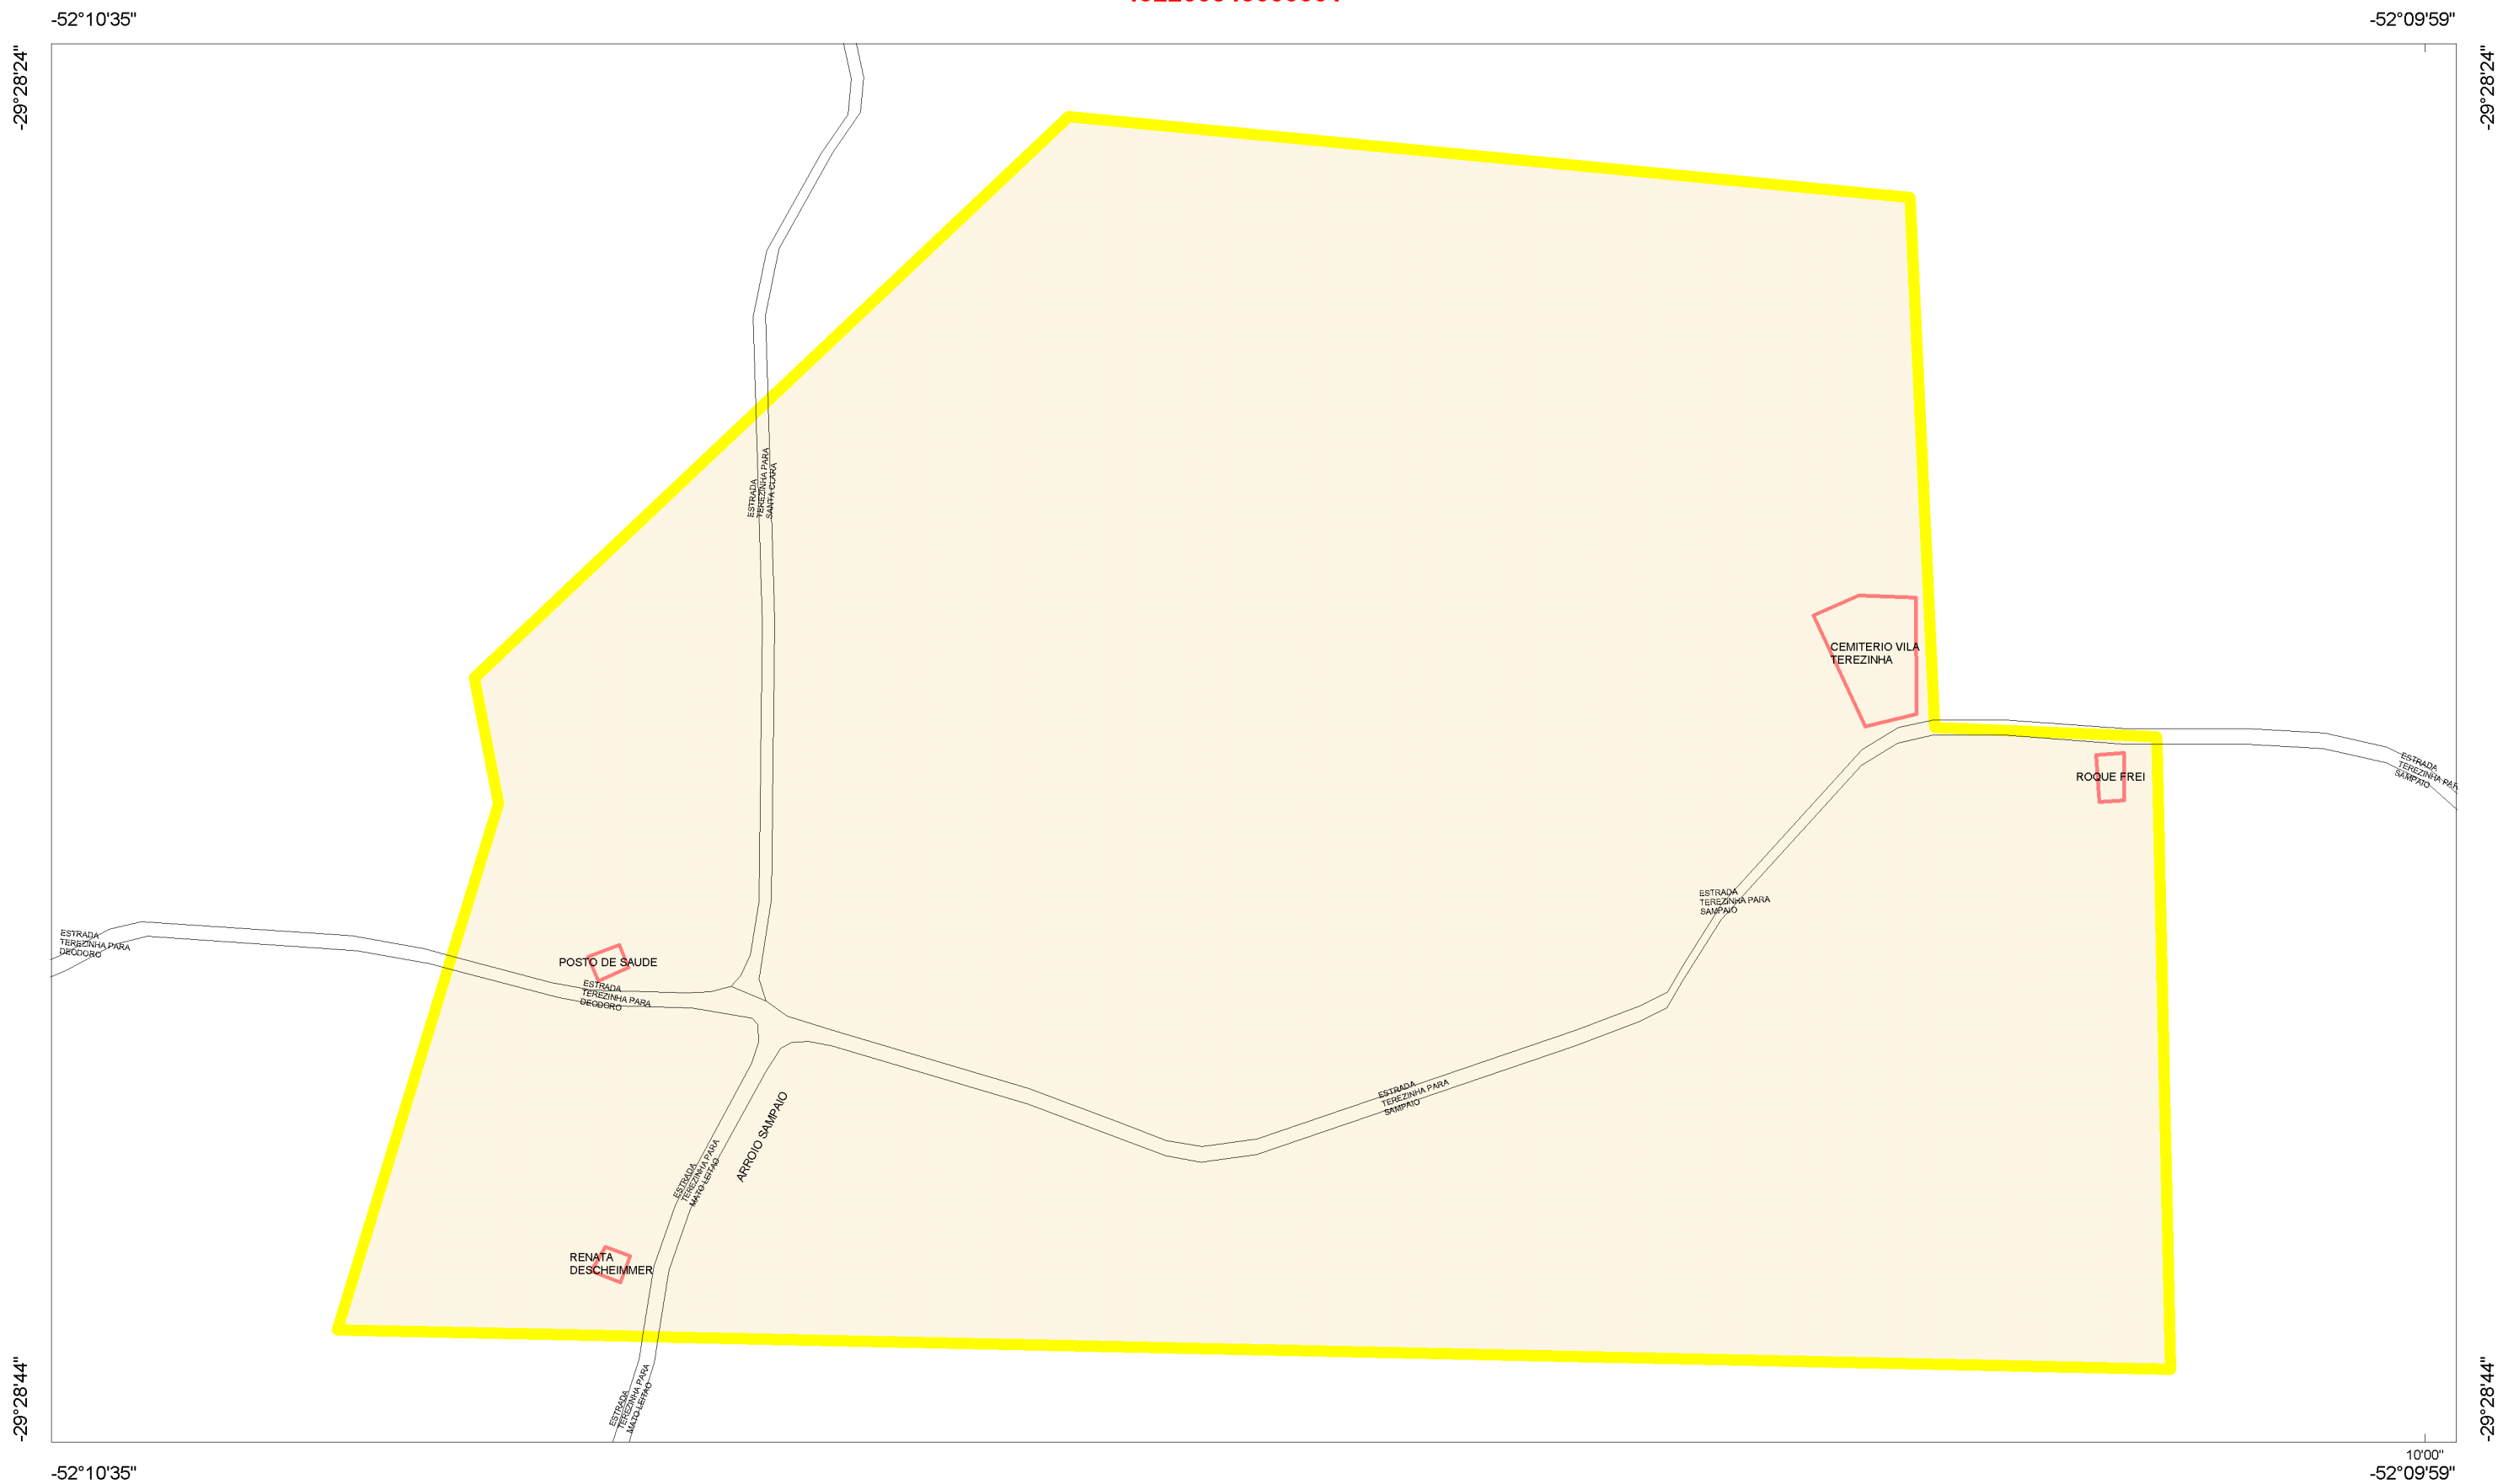 -52°10'35"
-52°09'59"
-29°28'24"
-29°28'24"
ESTRADA
TEREZINHA PARA
SANTA CLARA
CEMITERIO VILA
TEREZINHA
ESTRADA
TEREZINHA PAR
SAMPAIO
ROQUE FREI
ESTRADA
TEREZINHA PARA
SAMPAIO
ESTRADA
TEREZINHA PARA
DEODORO
POSTO DE SAUDE
ESTRADA
TEREZINHA PARA
DEODORO
ESTRADA
TEREZINHA PARA
SAMPAIO
ARROIO SAMPAIO
ESTRADA
TEREZINHA PARA
MATO LEITAO
RENATA
DESCHEIMMER
ESTRADA
TEREZINHA PARA
MATO LEITAO
-29°28'44"
-29°28'44"
10'00"
-52°10'35"
-52°09'59"